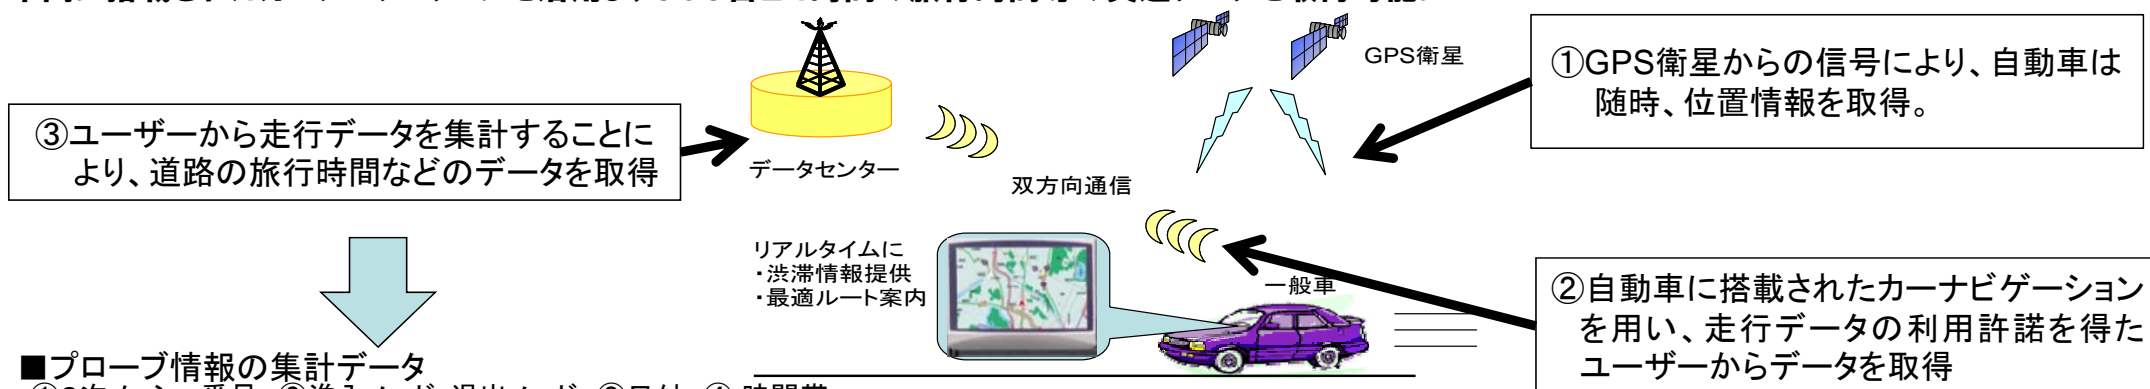 GPS衛星
①GPS衛星からの信号により、自動車は
随時、位置情報を取得。
③ユーザーから走行データを集計することに
より、道路の旅行時間などのデータを取得
データセンター
双方向通信
リアルタイムに
・渋滞情報提供
・最適ルート案内
一般車
②自動車に搭載されたカーナビゲーション
を用い、走行データの利用許諾を得た
ユーザーからデータを取得
■プローブ情報の集計データ